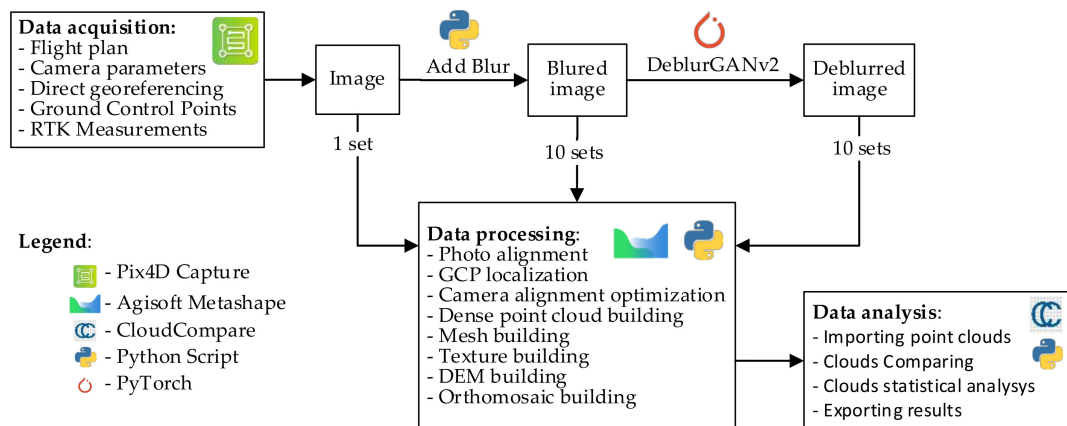 Data acquisition:
- Flight plan
- Camera parameters
- Direct georeferencing
- Ground Control Points
- RTK Measurements
Image
Add Blur
Blured
image
DeblurGANv2
Deblurred
image
1 set
10 sets
10 sets
Data processing:
- Photo alignment
- GCP localization
- Camera alignment optimization
- Dense point cloud building
- Mesh building
- Texture building
- DEM building
- Orthomosaic building
Legend:
- Pix4D Capture
- Agisoft Metashape
- CloudCompare
- Python Script
- PyTorch
Data analysis:
- Importing point clouds
- Clouds Comparing
- Clouds statistical analysys
- Exporting results